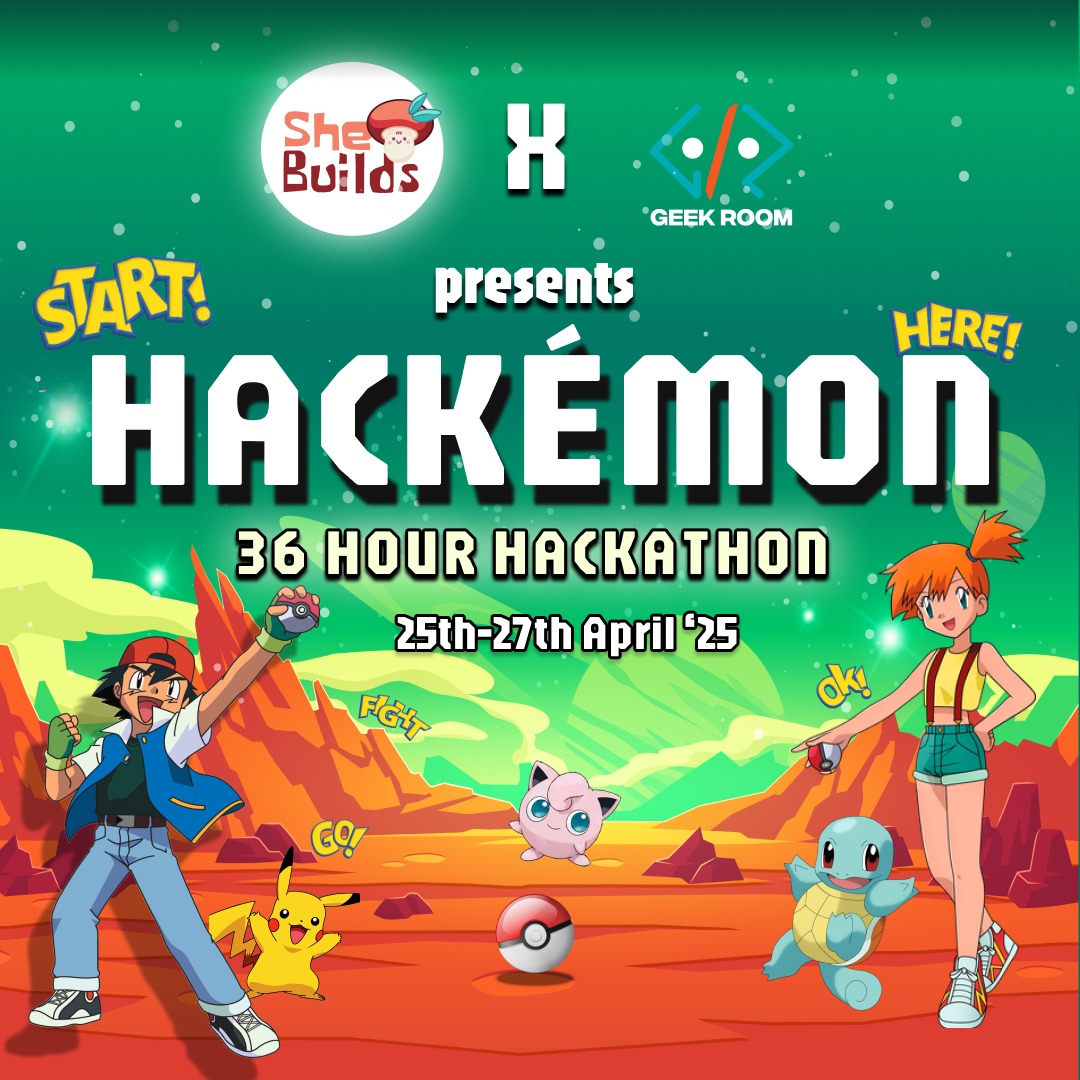 She
Builds
X
GEEK ROOM
presents
START!
HERE!
HACKÉMON
36 HOUR HACKATHON
25th-27th April ‘25
OK!
FIGHT
GO!